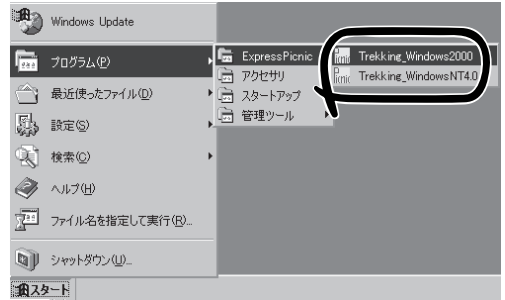 Windows Update
プログラム(P)
最近使ったファイル(D)
設定(S)
検索(C)
ヘルプ(H)
ファイル名を指定して実行(R)...
シャットダウン(U)...
スタート
ExpressPicnic
アクセサリ
スタートアップ
管理ツール
Trekking_Windows2000
Trekking_WindowsNT4.0